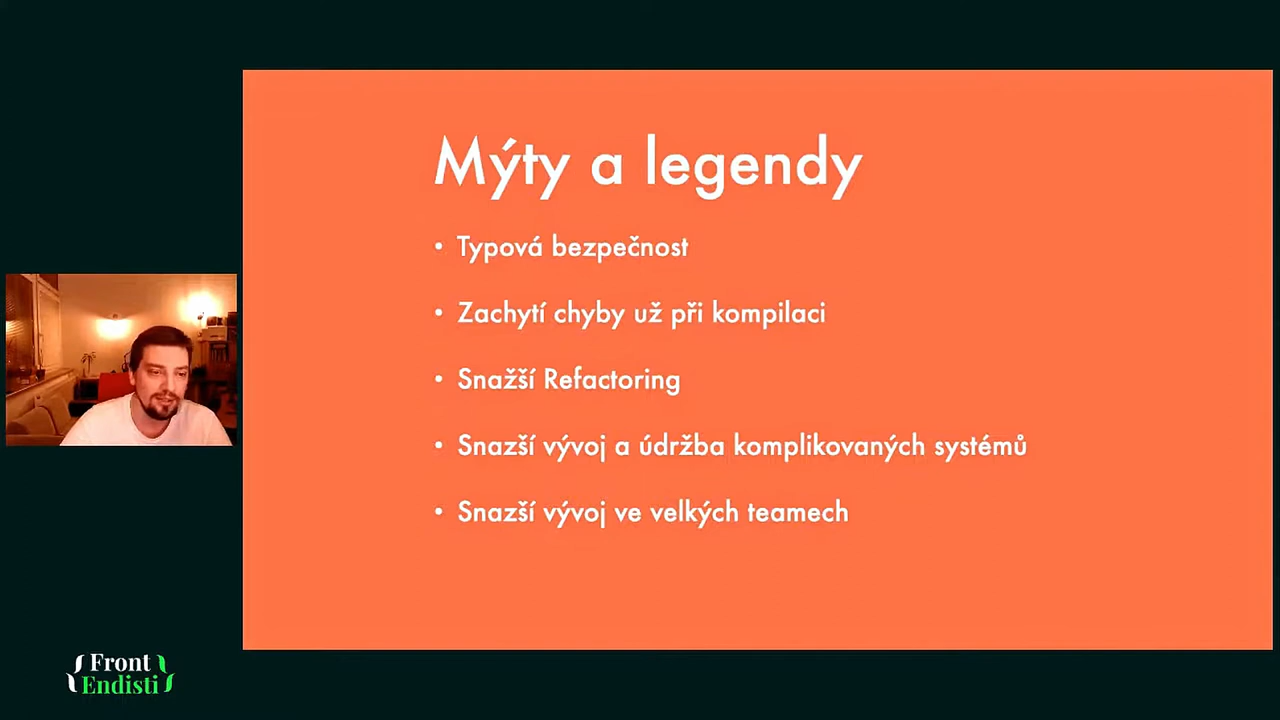 Mýty a legendy
• Typová bezpečnost
• Zachytí chyby už při kompilaci
• Snažší Refactoring
• Snazší vývoj a údržba komplikovaných systémů
• Snazší vývoj ve velkých teamech
{Front
Endisti}